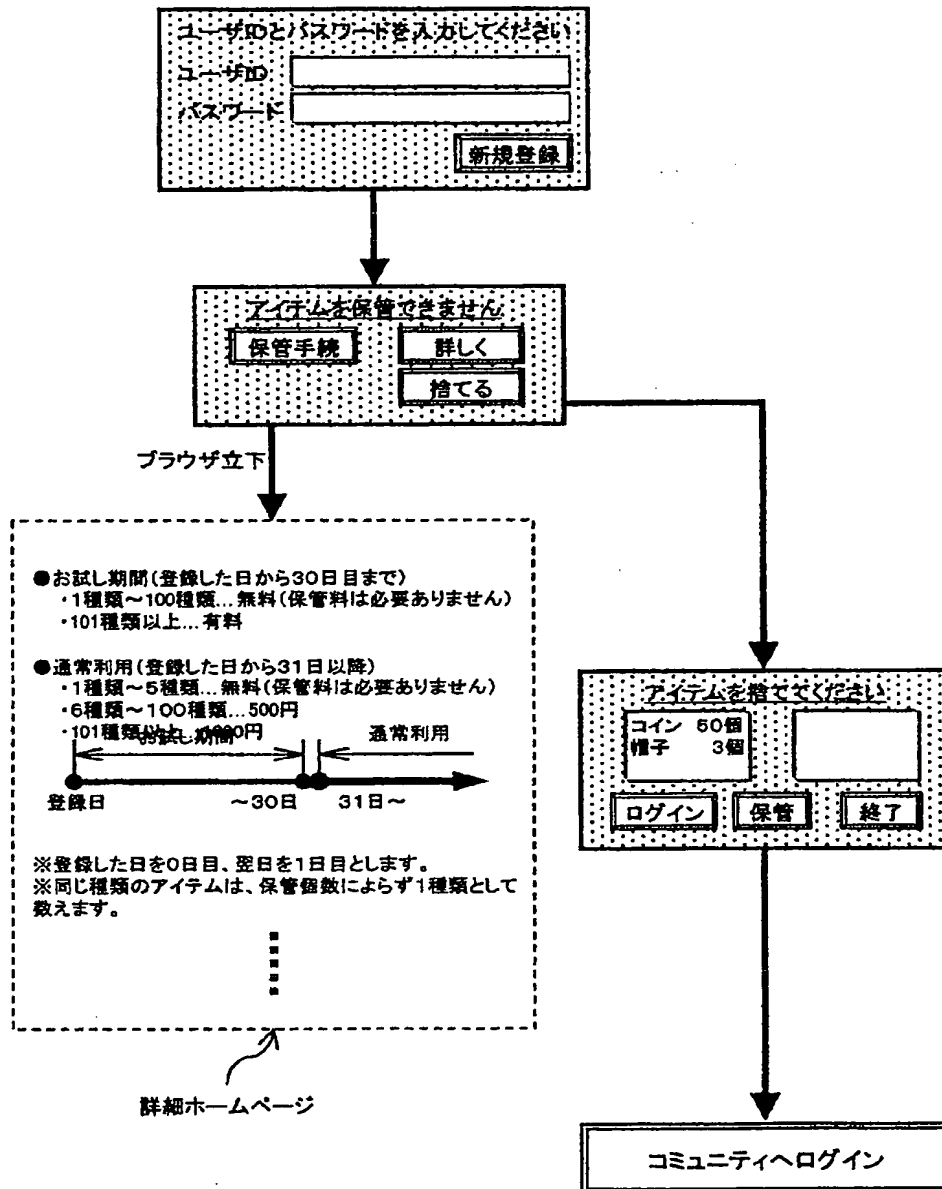 ユーザIDとパスワードを入力してください
ユーザID
パスワード
新規登録
アイテムを保管できません
保管手続
詳しく
捨てる
ブラウザ立下
●お試し期間(登録した日から30日目まで)
・1種類～100種類...無料(保管料は必要ありません)
・101種類以上...有料
●通常利用(登録した日から31日以降)
・1種類～5種類...無料(保管料は必要ありません)
・6種類～100種類...500円
・101種類以上
お試し期間
円
通常利用
登録日
～30日
31日～
※登録した日を0日目、翌日を1日目とします。
※同じ種類のアイテムは、保管個数によらず1種類として
数えます。
詳細ホームページ
アイテムを捨ててください
コイン 50個
帽子 3個
ログイン
保管
終了
コミュニティへログイン